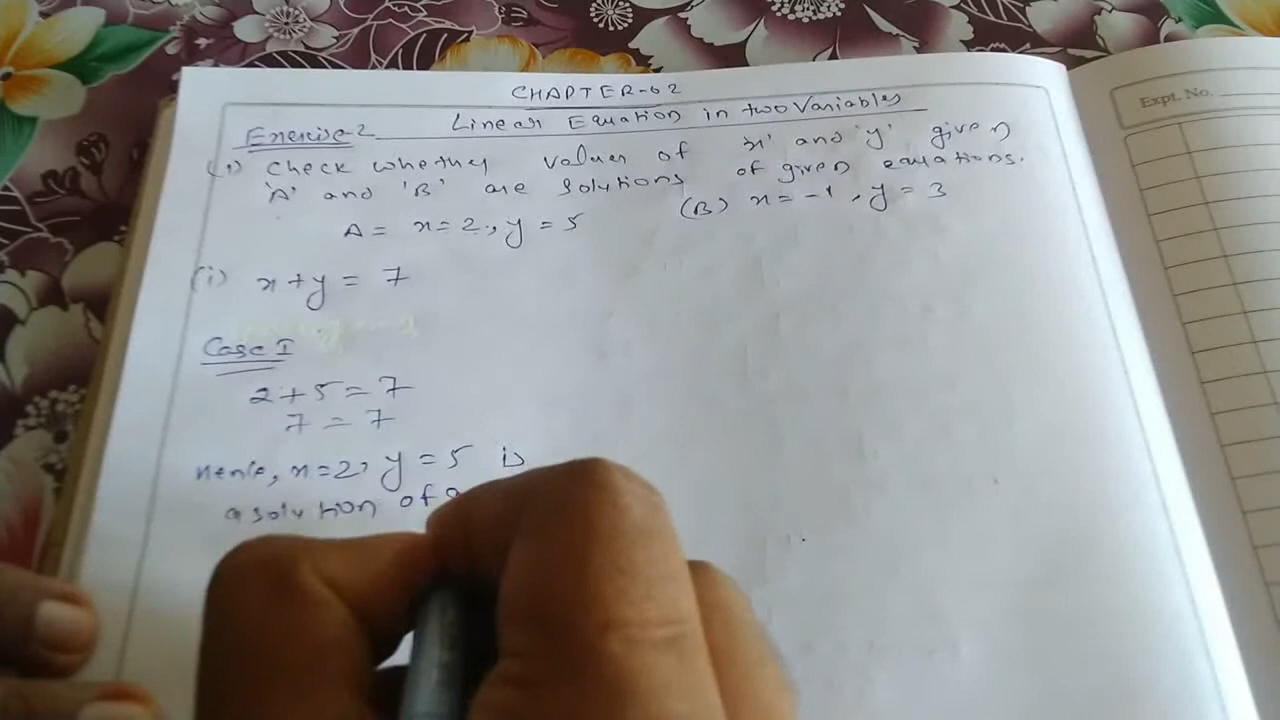 CHAPTER-02
Exercise-2 Linear Equation in two Variables
(1) Check whether values of 'x' and 'y' given
'A' and 'B' are solutions of given equations.
A = x=2, y=5 (B) x=-1, y=3
(i) x+y = 7
Case I
2+5=7
7=7
Hence, x=2, y=5 is
a solution of
Expt. No.